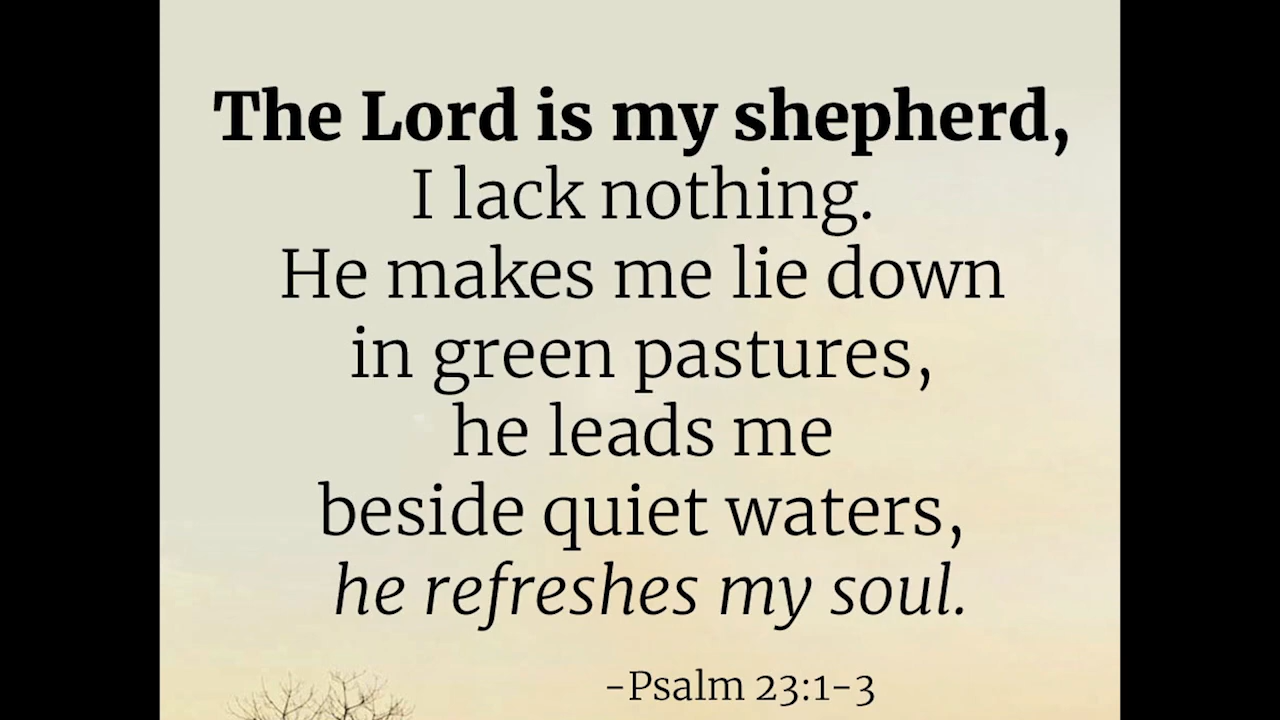 The Lord is my shepherd,
I lack nothing.
He makes me lie down
in green pastures,
he leads me
beside quiet waters,
he refreshes my soul.
-Psalm 23:1-3